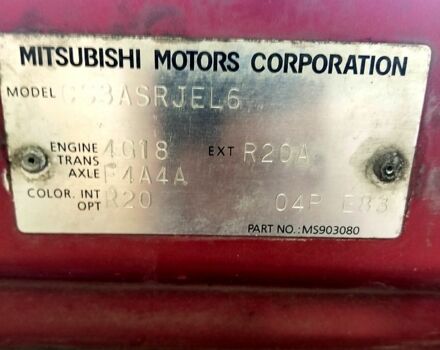 MITSUBISHI MOTORS CORPORATION
MODEL CS3ASRJEL6
ENGINE 4G18 EXT R20A
TRANS AXLE F4A4A
COLOR. INT OPT R20 04P E83
PART NO.:MS903080